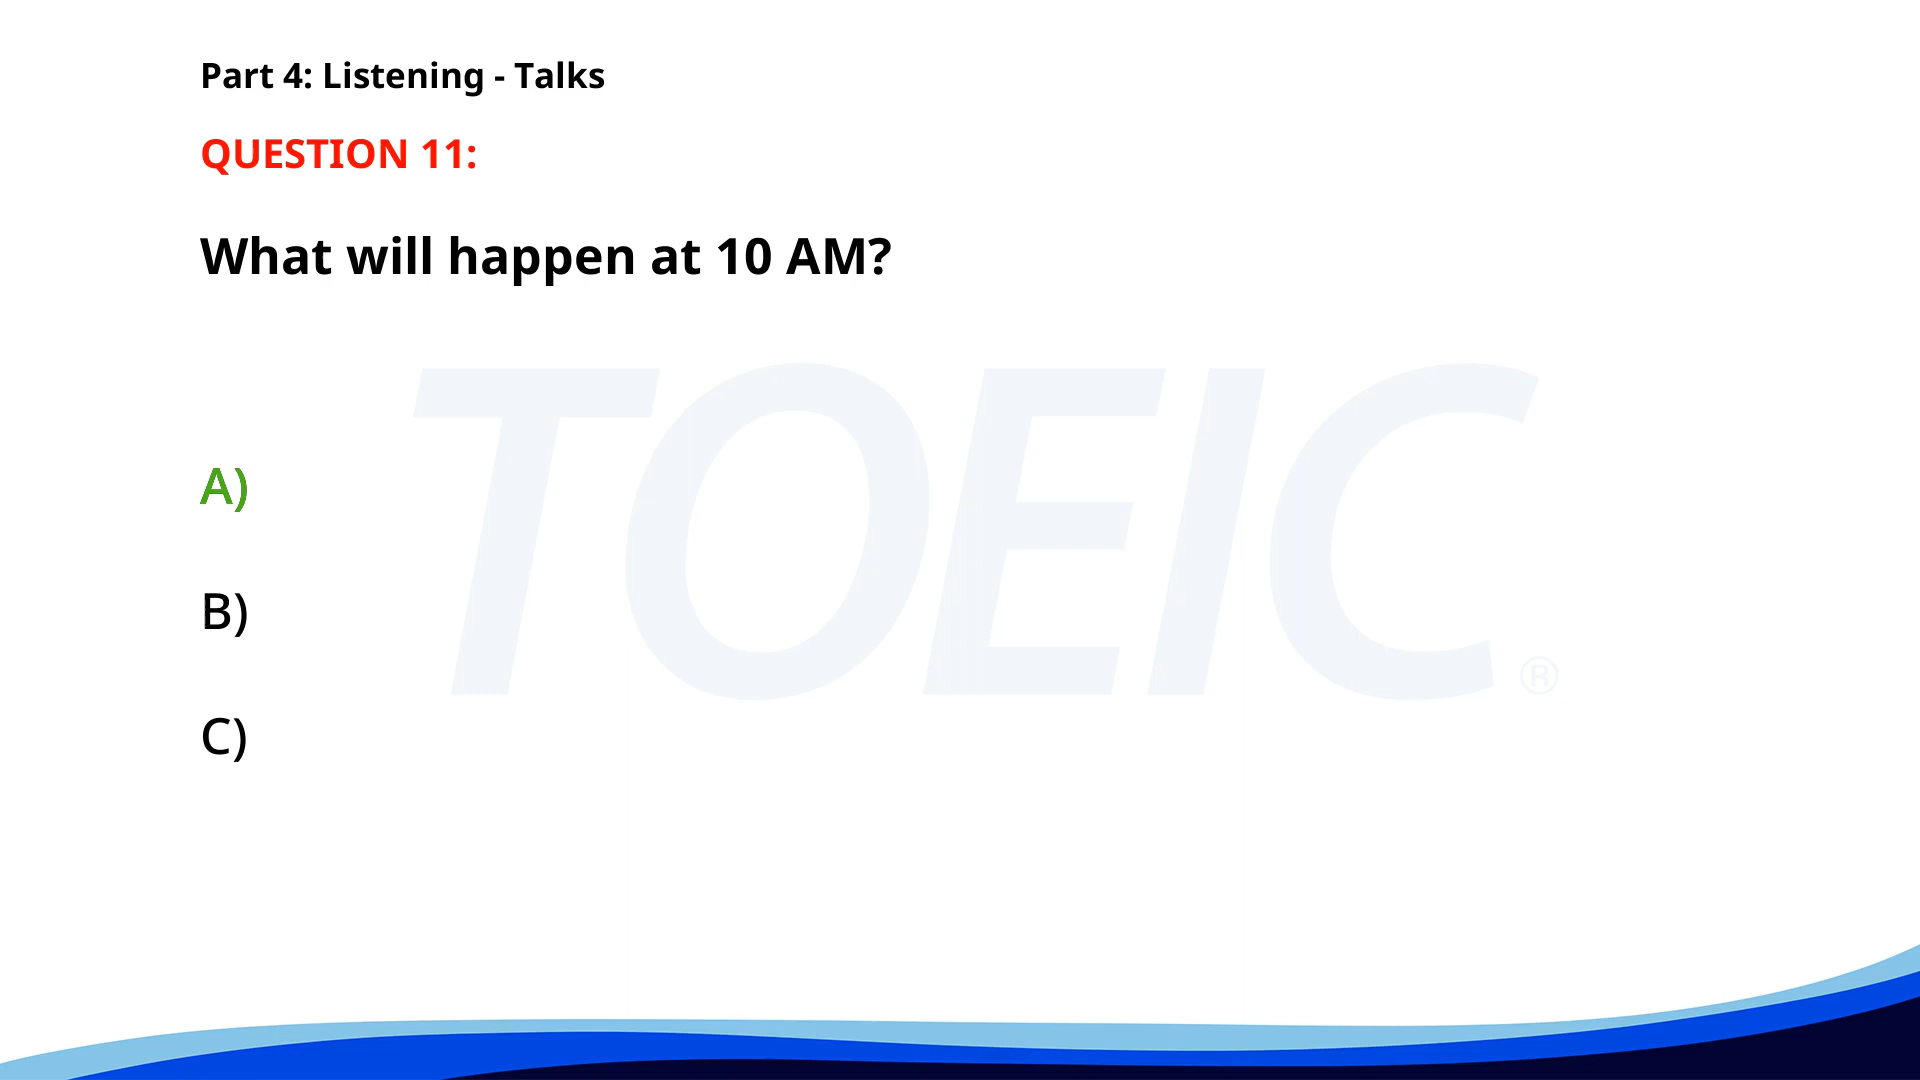 Part 4: Listening - Talks
QUESTION 11:
What will happen at 10 AM?
TOEIC®
A)
B)
C)